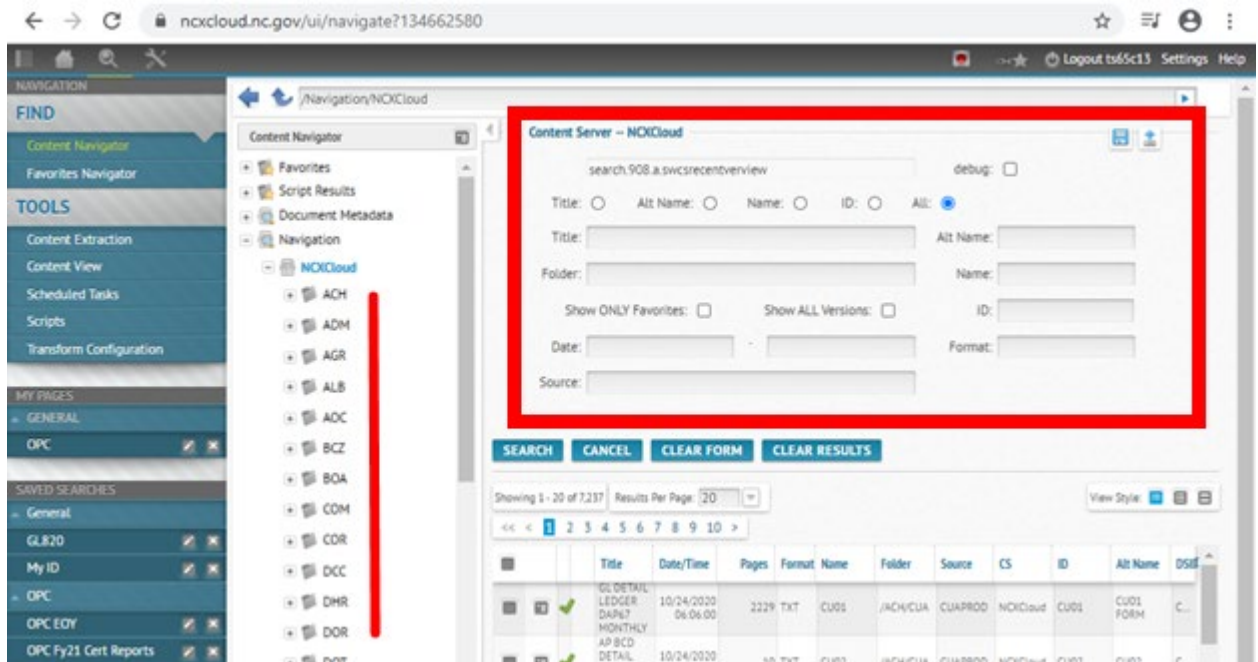 ncxcloud.nc.gov/ui/navigate?134662580
Logout ts65c13 Settings Help
NAVIGATION
FIND
Content Navigator
Favorites Navigator
TOOLS
Content Extraction
Content View
Scheduled Tasks
Scripts
Transform Configuration
MY PAGES
GENERAL
OPC
SAVED SEARCHES
General
GL820
My ID
OPC
OPC EOY
OPC Fy21 Cert Reports
/Navigation/NCXCloud
Content Navigator
Favorites
Script Results
Document Metadata
Navigation
NCXCloud
ACH
ADM
AGR
ALB
AOC
BCZ
BOA
COM
COR
DCC
DHR
DOR
DOT
Content Server -- NCXCloud
search.908.a.swcsrecentverview debug:
Title: Alt Name: Name: ID: All:
Title: Alt Name:
Folder: Name:
Show ONLY Favorites: Show ALL Versions: ID:
Date: - Format:
Source:
SEARCH CANCEL CLEAR FORM CLEAR RESULTS
Showing 1 - 20 of 7,237 Results Per Page: 20 View Style:
<< < 1 2 3 4 5 6 7 8 9 10 >
Title Date/Time Pages Format Name Folder Source CS ID Alt Name
GL DETAIL
LEDGER
DAP67
MONTHLY
10/24/2020
06:06:00
2229 TXT CU01 /ACH/CUA CUAPROD NCXCloud CU01
CU01
FORM
C...
AP BCD
DETAIL
10/24/2020